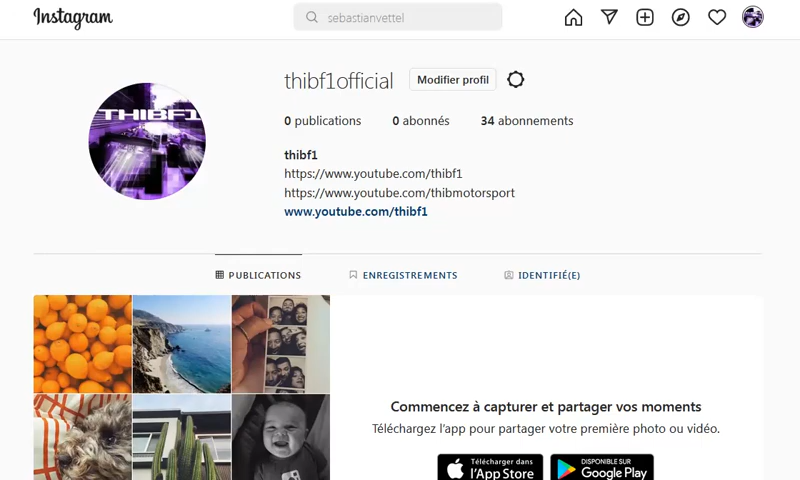 Instagram
sebastianvettel
thibf1official
Modifier profil
THIBF1
0 publications
0 abonnés
34 abonnements
thibf1
https://www.youtube.com/thibf1
https://www.youtube.com/thibmotorsport
www.youtube.com/thibf1
PUBLICATIONS
ENREGISTREMENTS
IDENTIFIÉ(E)
Commencez à capturer et partager vos moments
Téléchargez l'app pour partager votre première photo ou vidéo.
Télécharger dans
l'App Store
DISPONIBLE SUR
Google Play